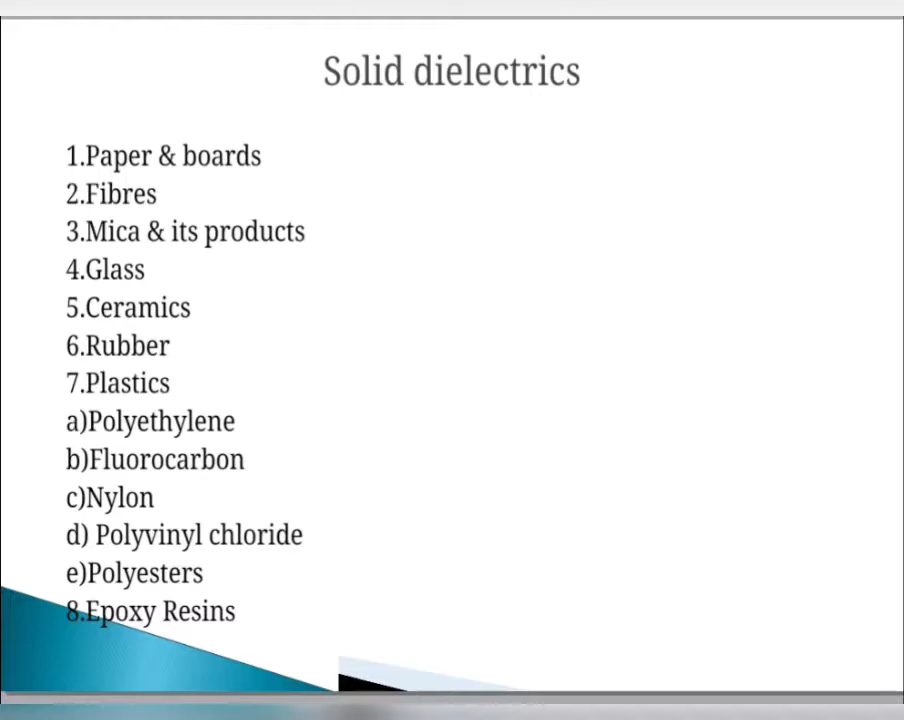 Solid dielectrics
1.Paper & boards
2.Fibres
3.Mica & its products
4.Glass
5.Ceramics
6.Rubber
7.Plastics
a)Polyethylene
b)Fluorocarbon
c)Nylon
d) Polyvinyl chloride
e)Polyesters
8.Epoxy Resins